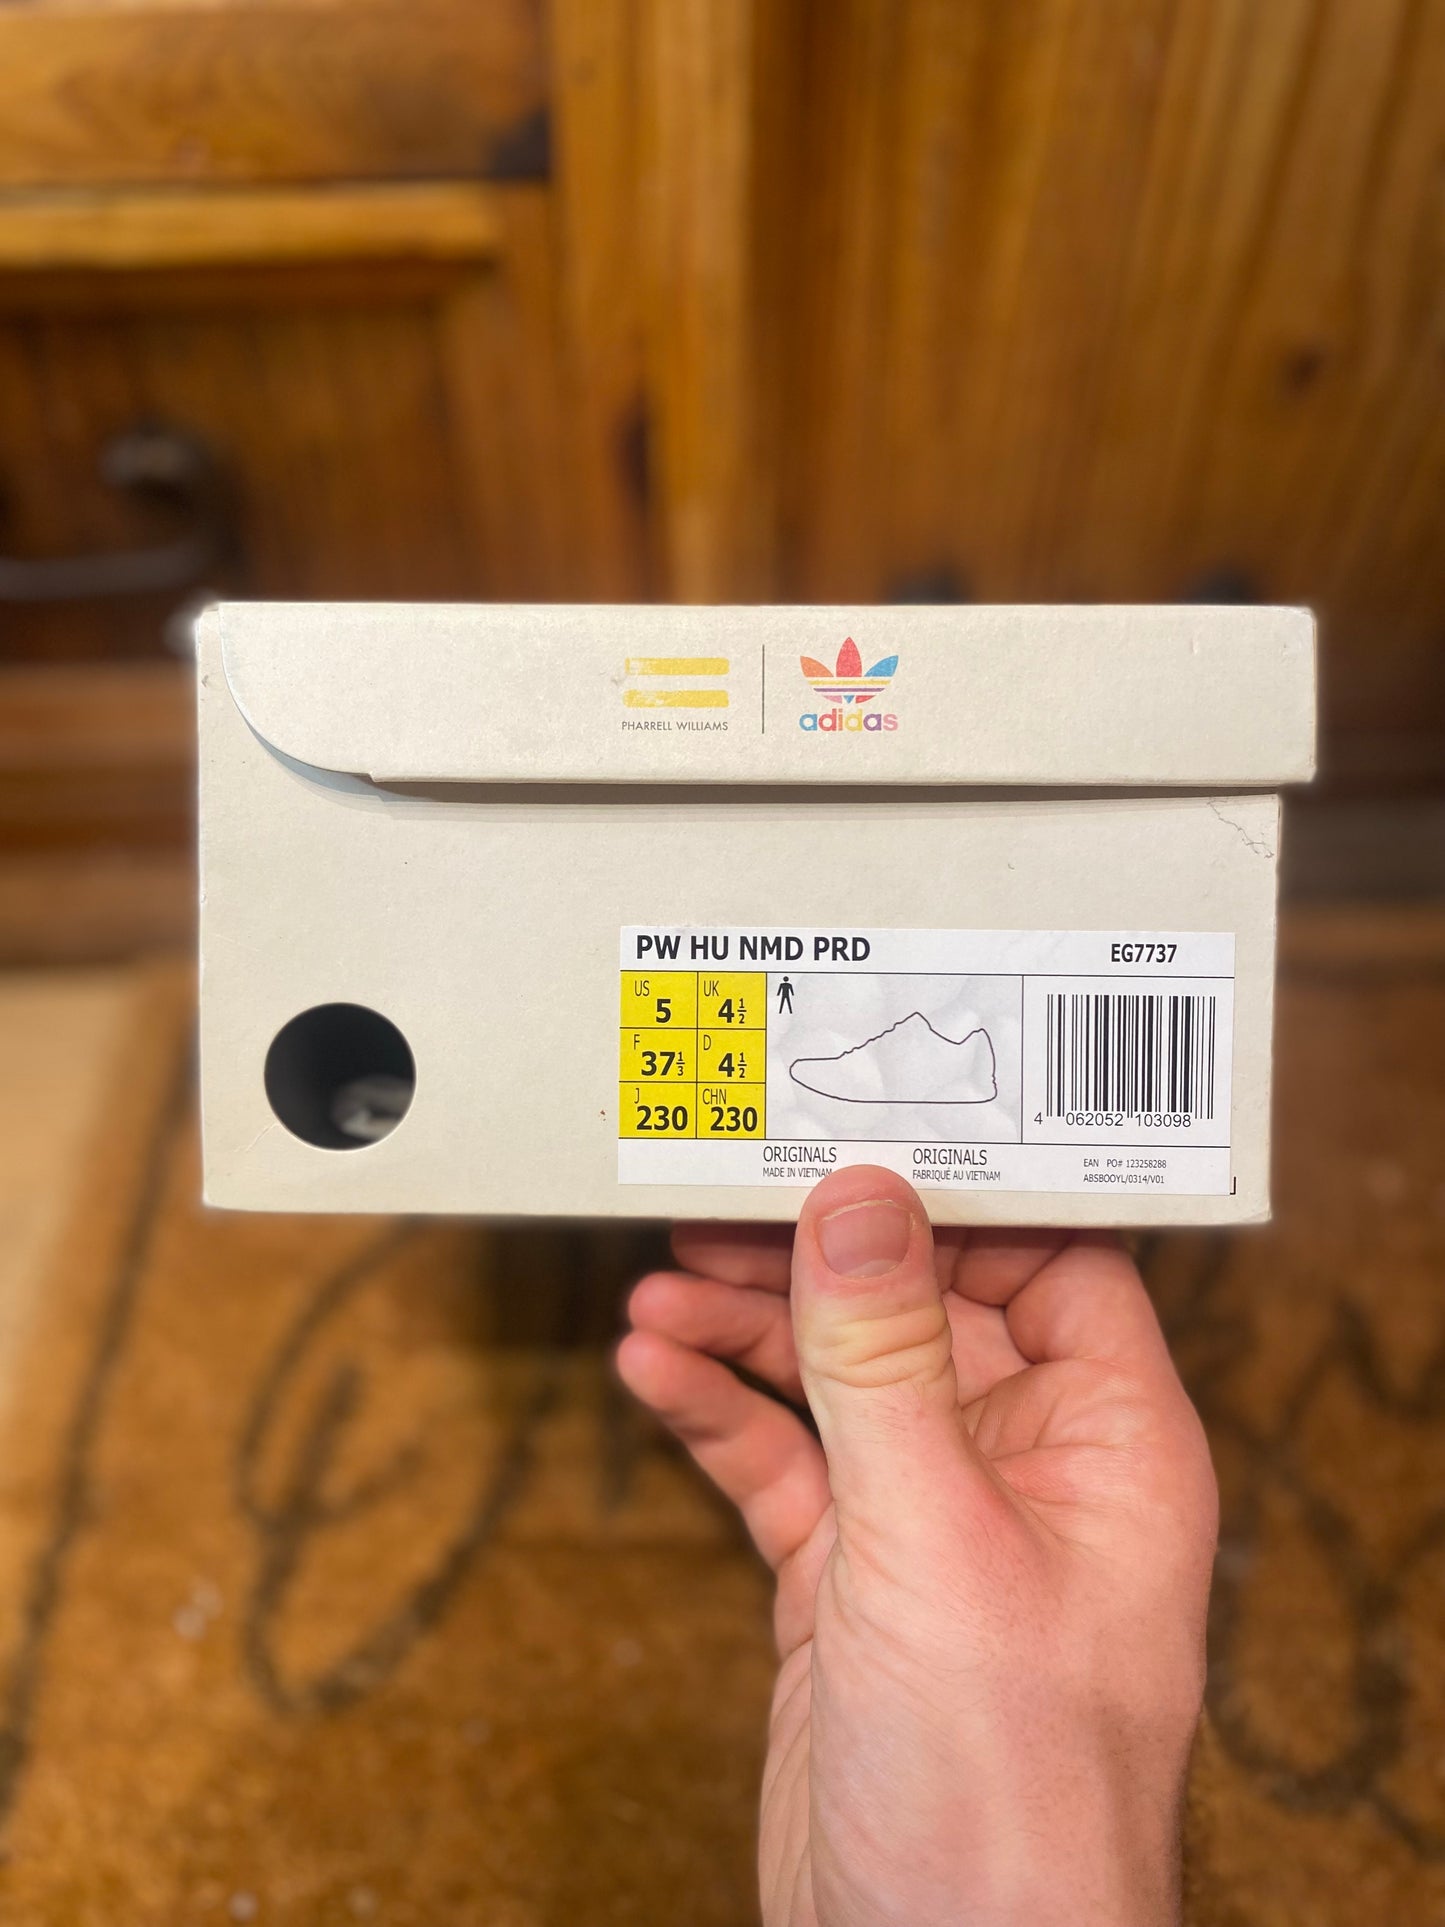 PHARRELL WILLIAMS
adidas
PW HU NMD PRD EG7737
US 5 UK 4½
F 37⅓ D 4½
J 230 CHN 230
4 062052 103098
ORIGINALS ORIGINALS
MADE IN VIETNAM FABRIQUÉ AU VIETNAM
EAN PO# 123258288
ABSBOOYL/0314/V01